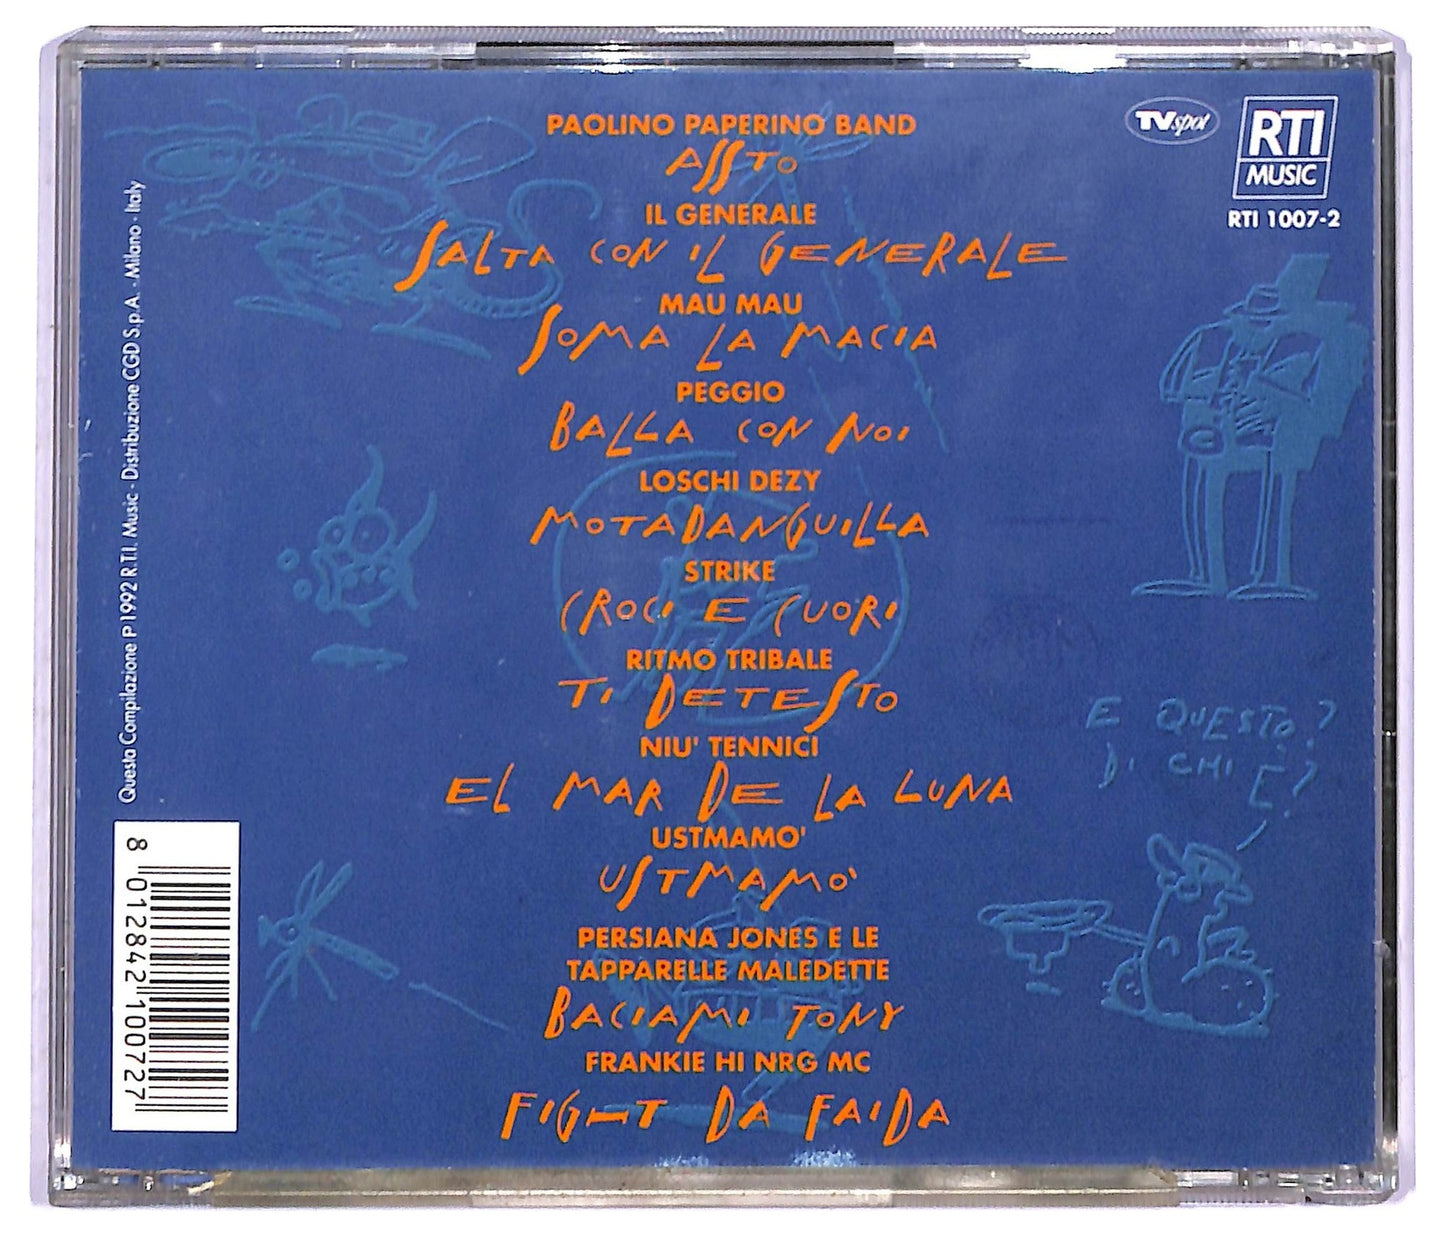 PAOLINO PAPERINO BAND
ASSTO
IL GENERALE
SALTA CON IL GENERALE
MAU MAU
SOMA LA MACIA
PEGGIO
BALLA CON NOI
LOSCHI DEZY
MOTADANGUILLA
STRIKE
CROCI E CUORI
RITMO TRIBALE
TI DETESTO
NIU' TENNICI
EL MAR DE LA LUNA
USTMAMO'
USTMAMO'
PERSIANA JONES E LE
TAPPARELLE MALEDETTE
BACIAMI TONY
FRANKIE HI NRG MC
FIGHT DA FAIDA
TVspot
RTI
MUSIC
RTI 1007-2
E QUESTO?
DI CHI E?
Questa Compilazione P 1992 R.T.I. Music - Distribuzione CGD S.p.A. - Milano - Italy
8 012842 100727